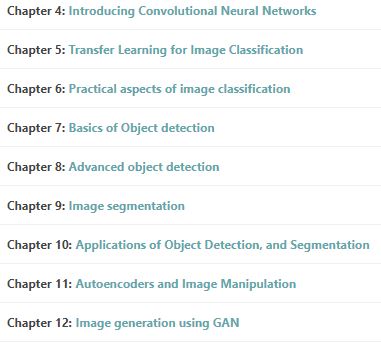 Chapter 4: Introducing Convolutional Neural Networks
Chapter 5: Transfer Learning for Image Classification
Chapter 6: Practical aspects of image classification
Chapter 7: Basics of Object detection
Chapter 8: Advanced object detection
Chapter 9: Image segmentation
Chapter 10: Applications of Object Detection, and Segmentation
Chapter 11: Autoencoders and Image Manipulation
Chapter 12: Image generation using GAN